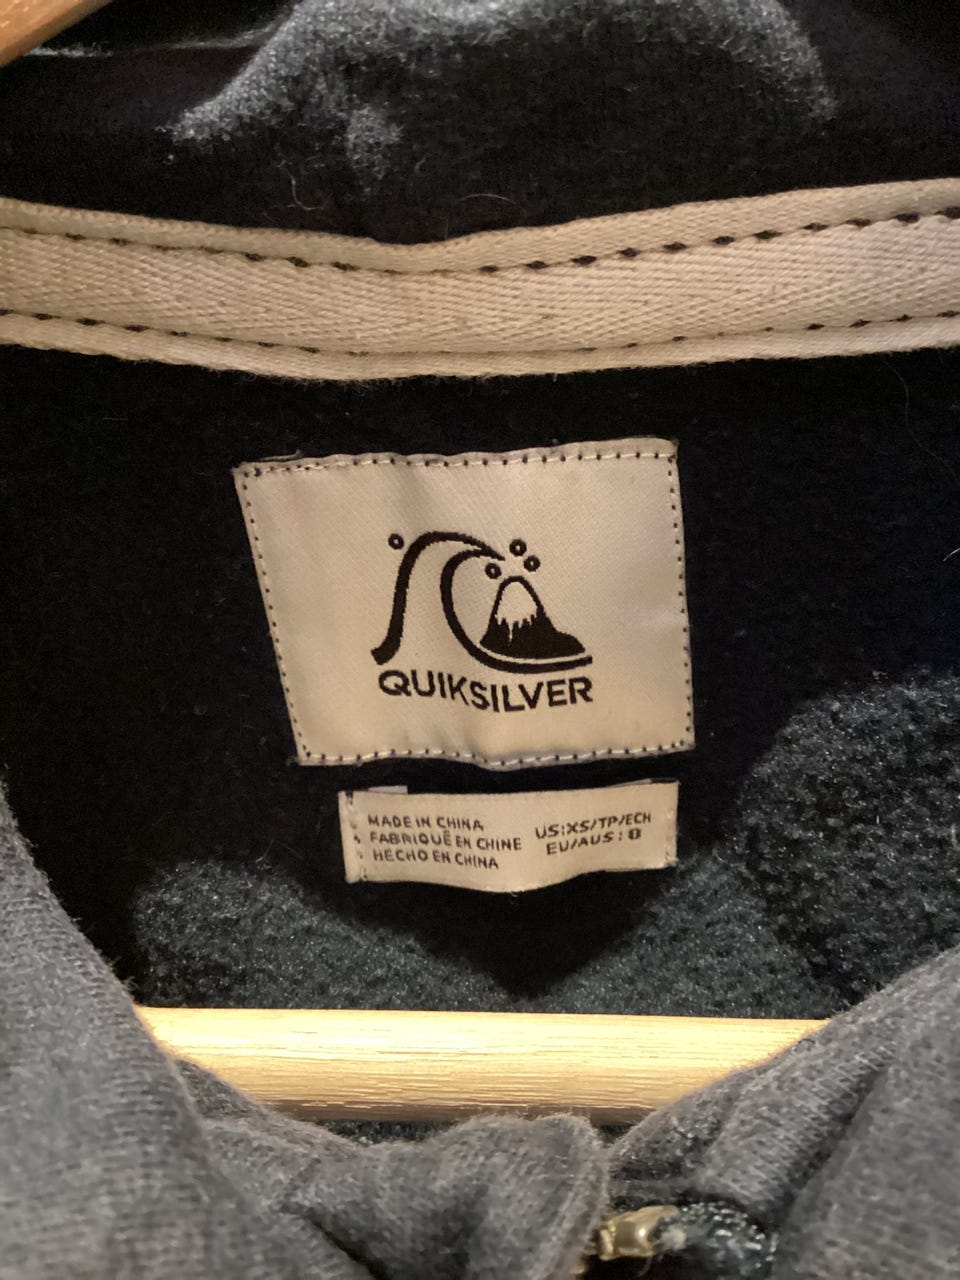 QUIKSILVER
MADE IN CHINA
FABRIQUÉ EN CHINE
HECHO EN CHINA
US:XS/TP/ECH
EU/AUS:8